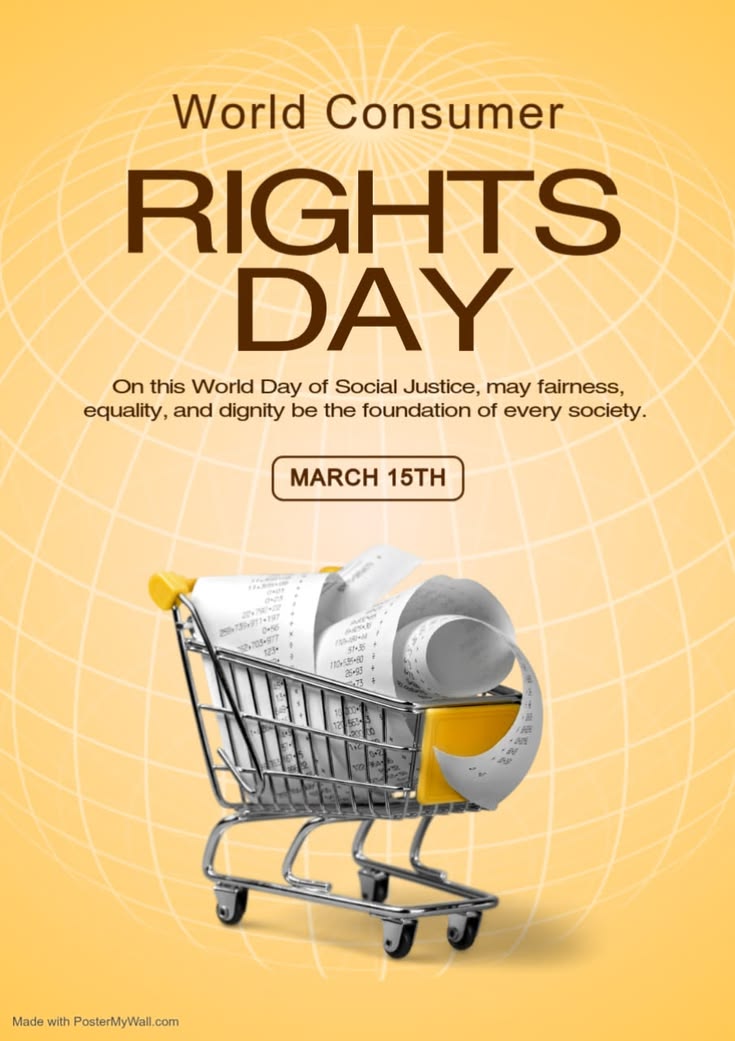 World Consumer
RIGHTS
DAY
On this World Day of Social Justice, may fairness,
equality, and dignity be the foundation of every society.
MARCH 15TH
Made with PosterMyWall.com